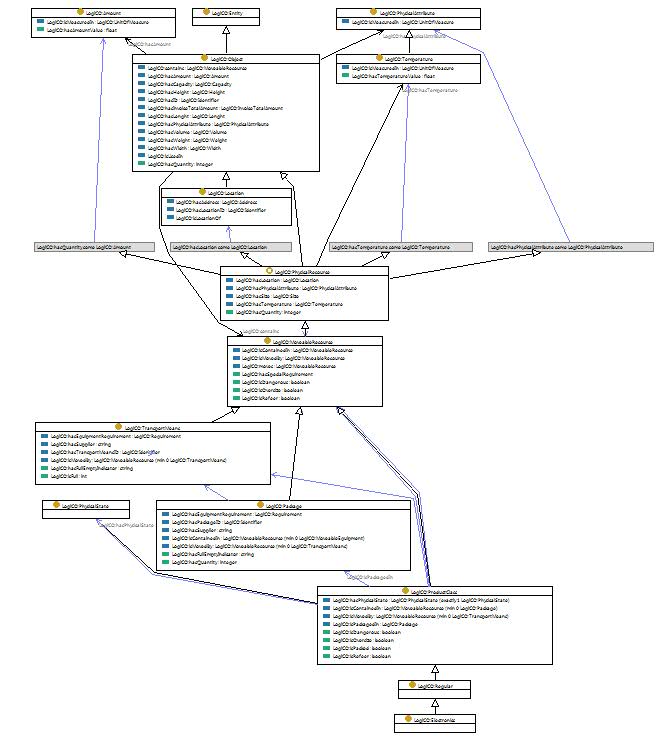 LogiCO:Amount
LogiCO:isMeasuredIn : LogiCO:UnitOfMeasure
LogiCO:hasAmountValue : float
LogiCO:Entity
LogiCO:PhysicalAttribute
LogiCO:isMeasuredIn : LogiCO:UnitOfMeasure
LogiCO:hasAmount
LogiCO:hasPhysicalAttribute
LogiCO:Object
LogiCO:contains : LogiCO:MoveableResource
LogiCO:hasAmount : LogiCO:Amount
LogiCO:hasCapacity : LogiCO:Capacity
LogiCO:hasHeight : LogiCO:Height
LogiCO:hasID : LogiCO:Identifier
LogiCO:hasInvoiceTotalAmount : LogiCO:InvoiceTotalAmount
LogiCO:hasLenght : LogiCO:Lenght
LogiCO:hasPhysicalAttribute : LogiCO:PhysicalAttribute
LogiCO:hasVolume : LogiCO:Volume
LogiCO:hasWeight : LogiCO:Weight
LogiCO:hasWidth : LogiCO:Width
LogiCO:isUsedIn
LogiCO:hasQuantity : integer
LogiCO:Temperature
LogiCO:isMeasuredIn : LogiCO:UnitOfMeasure
LogiCO:hasTemperatureValue : float
LogiCO:hasTemperature
LogiCO:Location
LogiCO:hasAddress : LogiCO:Address
LogiCO:hasLocationID : LogiCO:Identifier
LogiCO:isLocationOf
LogiCO:hasQuantity some LogiCO:Amount
LogiCO:hasLocation some LogiCO:Location
LogiCO:hasTemperature some LogiCO:Temperature
LogiCO:hasPhysicalAttribute some LogiCO:PhysicalAttribute
LogiCO:PhysicalResource
LogiCO:hasLocation : LogiCO:Location
LogiCO:hasPhysicalAttribute : LogiCO:PhysicalAttribute
LogiCO:hasSize : LogiCO:Size
LogiCO:hasTemperature : LogiCO:Temperature
LogiCO:hasQuantity : integer
LogiCO:contains
LogiCO:MoveableResource
LogiCO:isContainedIn : LogiCO:MoveableResource
LogiCO:isMovedBy : LogiCO:MoveableResource
LogiCO:moves : LogiCO:MoveableResource
LogiCO:hasSpecialRequirement
LogiCO:isDangerous : boolean
LogiCO:isOversize : boolean
LogiCO:isReefer : boolean
LogiCO:TransportMeans
LogiCO:hasEquipmentRequirement : LogiCO:Requirement
LogiCO:hasSupplier : string
LogiCO:hasTransportMeansID : LogiCO:Identifier
LogiCO:isMovedBy : LogiCO:MoveableResource (min 0 LogiCO:TransportMeans)
LogiCO:hasFullEmptyIndicator : string
LogiCO:isFull : int
LogiCO:PhysicalState
LogiCO:hasPhysicalState
LogiCO:Package
LogiCO:hasEquipmentRequirement : LogiCO:Requirement
LogiCO:hasPackageID : LogiCO:Identifier
LogiCO:hasSupplier : string
LogiCO:isContainedIn : LogiCO:MoveableResource (min 0 LogiCO:MoveableEquipment)
LogiCO:isMovedBy : LogiCO:MoveableResource (min 0 LogiCO:TransportMeans)
LogiCO:hasFullEmptyIndicator : string
LogiCO:hasQuantity : integer
LogiCO:isPackagedIn
LogiCO:ProductClass
LogiCO:hasPhysicalState : LogiCO:PhysicalState (exactly 1 LogiCO:PhysicalState)
LogiCO:isContainedIn : LogiCO:MoveableResource (min 0 LogiCO:Package)
LogiCO:isMovedBy : LogiCO:MoveableResource (min 0 LogiCO:TransportMeans)
LogiCO:isPackagedIn : LogiCO:Package
LogiCO:isDangerous : boolean
LogiCO:isOversize : boolean
LogiCO:isPacked : boolean
LogiCO:isReefer : boolean
LogiCO:Regular
LogiCO:Electronics